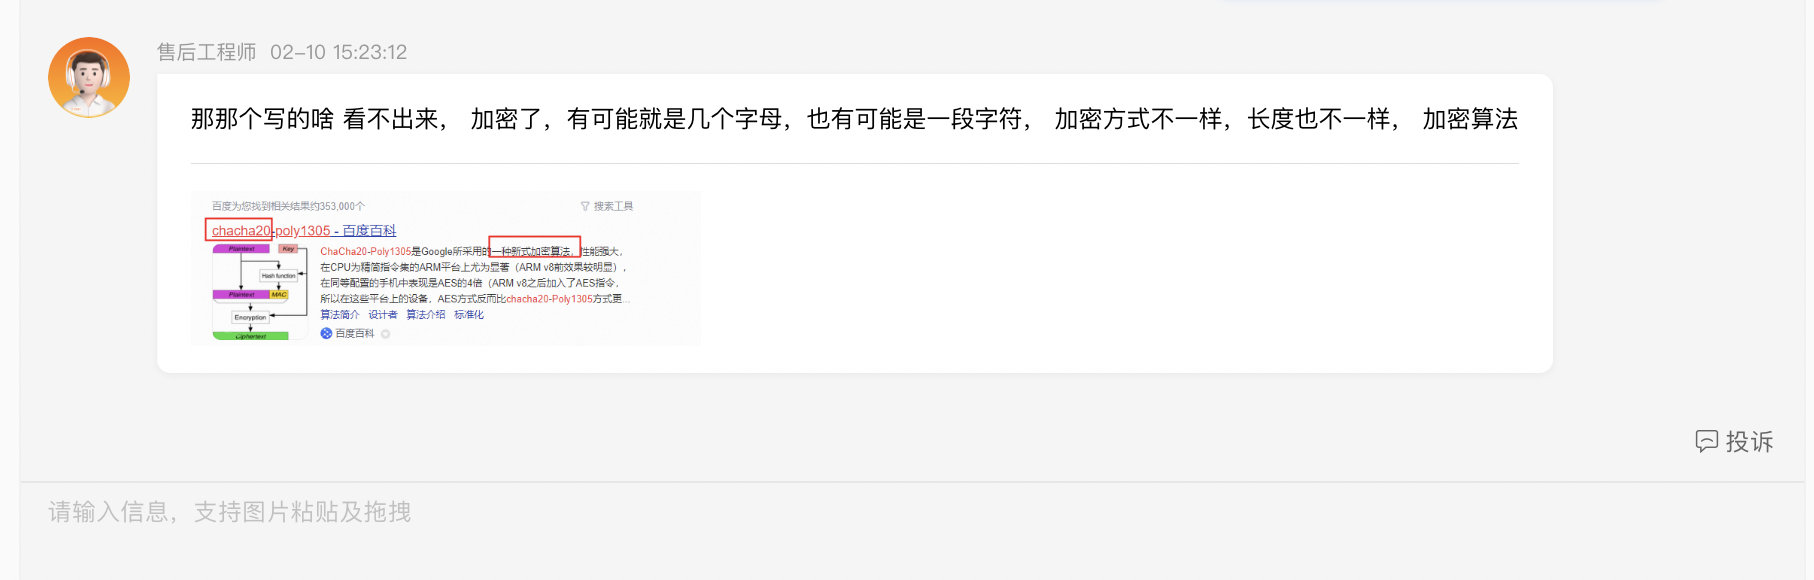 售后工程师 02-10 15:23:12
那那个写的啥 看不出来， 加密了，有可能就是几个字母，也有可能是一段字符， 加密方式不一样，长度也不一样， 加密算法
百度为您找到相关结果约353,000个 搜索工具
chacha20-poly1305 - 百度百科
Plaintext Key
Hash function
Plaintext MAC
Encryption
Ciphertext
ChaCha20-Poly1305是Google所采用的一种新式加密算法，性能强大，
在CPU为精简指令集的ARM平台上尤为显著（ARM v8前效果较明显），
在同等配置的手机中表现是AES的4倍（ARM v8之后加入了AES指令，
所以在这些平台上的设备，AES方式反而比chacha20-Poly1305方式更...
算法简介 设计者 算法介绍 标准化
百度百科
投诉
请输入信息，支持图片粘贴及拖拽